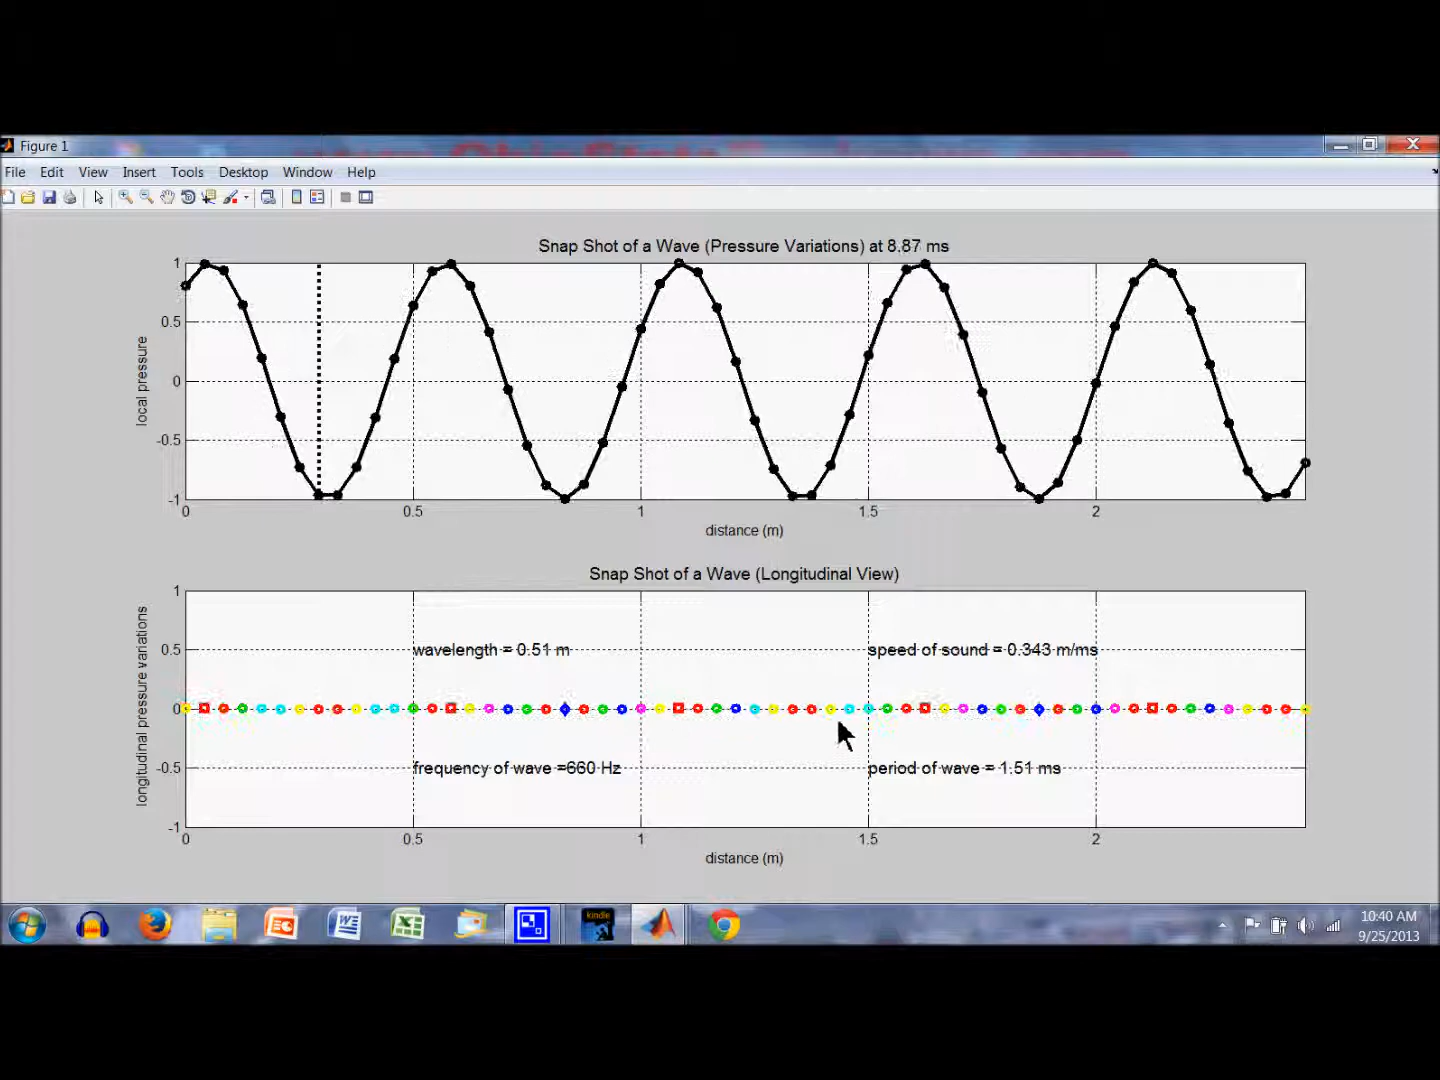 Figure 1
File Edit View Insert Tools Desktop Window Help
Snap Shot of a Wave (Pressure Variations) at 8.87 ms
local pressure
1
0.5
0
-0.5
-1
0 0.5 1 1.5 2
distance (m)
Snap Shot of a Wave (Longitudinal View)
longitudinal pressure variations
1
0.5
0
-0.5
-1
wavelength = 0.51 m
speed of sound = 0.343 m/ms
frequency of wave =660 Hz
period of wave = 1.51 ms
0 0.5 1 1.5 2
distance (m)
kindle
10:40 AM
9/25/2013